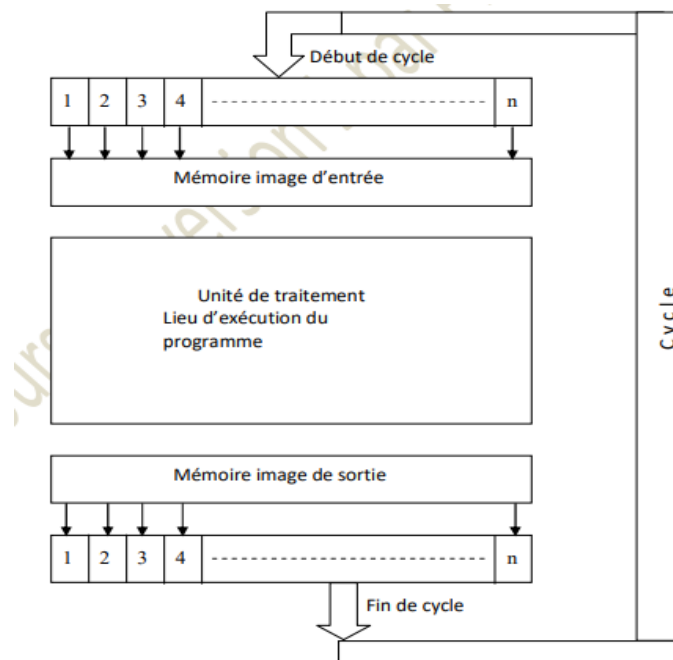 Début de cycle
1 2 3 4 ---------------------------------- n
Mémoire image d'entrée
Unité de traitement
Lieu d'exécution du
programme
Cycle
Mémoire image de sortie
1 2 3 4 ---------------------------------- n
Fin de cycle